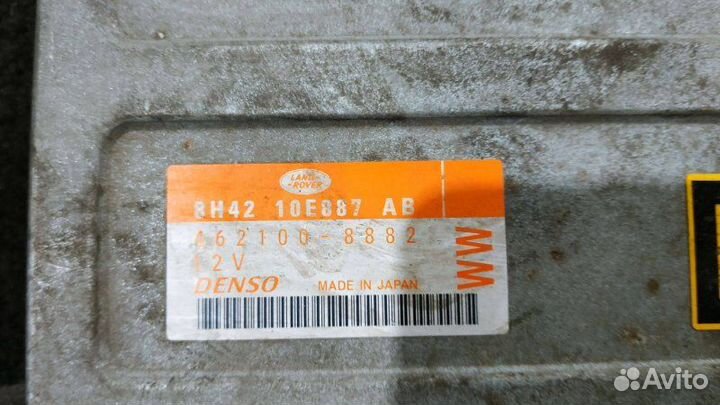 LAND-
ROVER
8H42 10E887 AB
462100-8882
12V
DENSO MADE IN JAPAN
WW
Avito